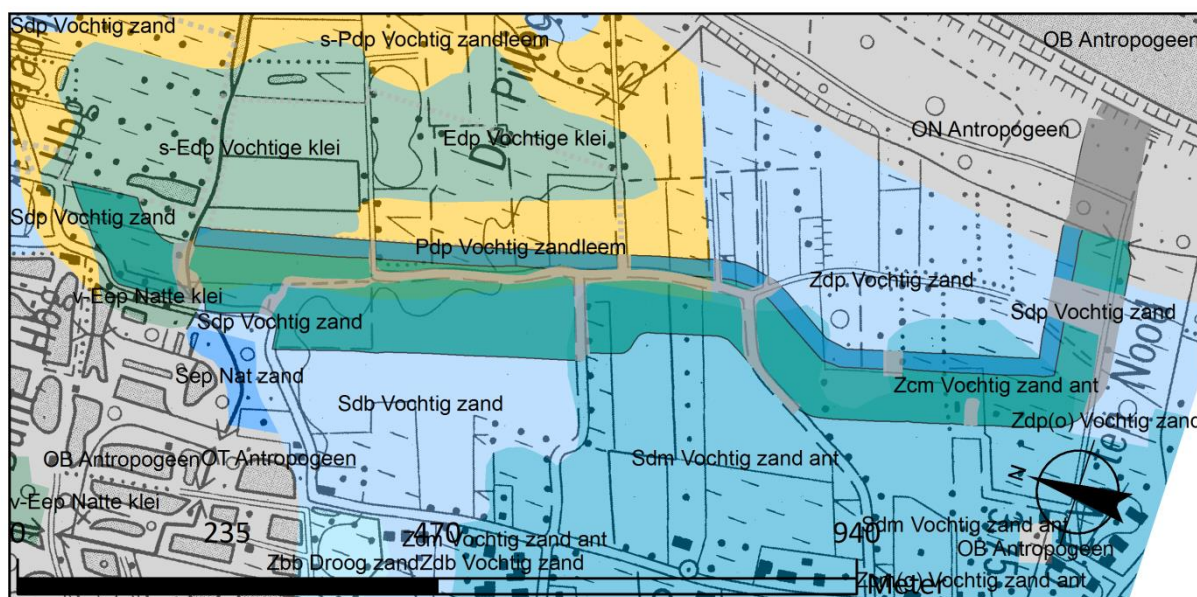 Sdp Vochtig zand
s-Pdp Vochtig zandleem
OB Antropogeen
ON Antropogeen
s-Edp Vochtige klei
Edp Vochtige klei
Sdp Vochtig zand
Pdp Vochtig zandleem
Zdp Vochtig zand
v-Eep Natte klei
Sdp Vochtig zand
Sdp Vochtig zand
Sep Nat zand
Zcm Vochtig zand ant
Sdb Vochtig zand
Zdp(o) Vochtig zand
OB Antropogeen
OT Antropogeen
Sdm Vochtig zand ant
v-Eep Natte klei
N
0
235
470
940
Sdm Vochtig zand ant
Zdm Vochtig zand ant
OB Antropogeen
Zbb Droog zand
Zdb Vochtig zand
Meter